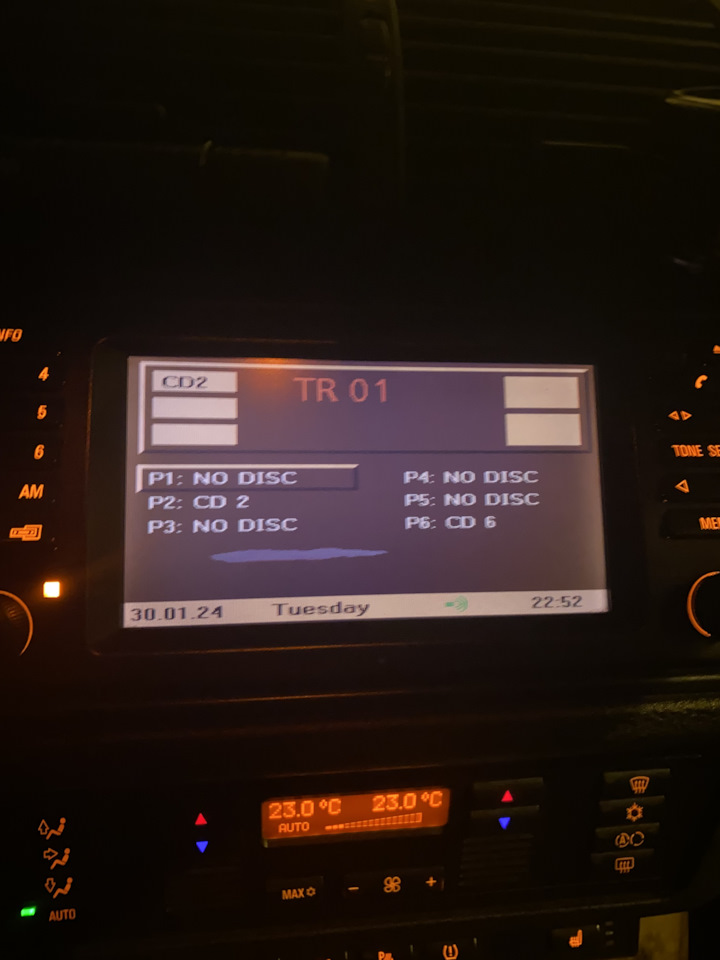 4
5
6
AM
CD2
TR 01
P1: NO DISC
P2: CD 2
P3: NO DISC
P4: NO DISC
P5: NO DISC
P6: CD 6
30.01.24 Tuesday 22:52
TONE
23.0 °C 23.0 °C
AUTO
MAX
AUTO